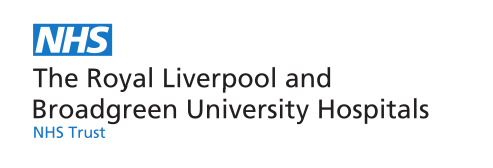 NHS
The Royal Liverpool and
Broadgreen University Hospitals
NHS Trust